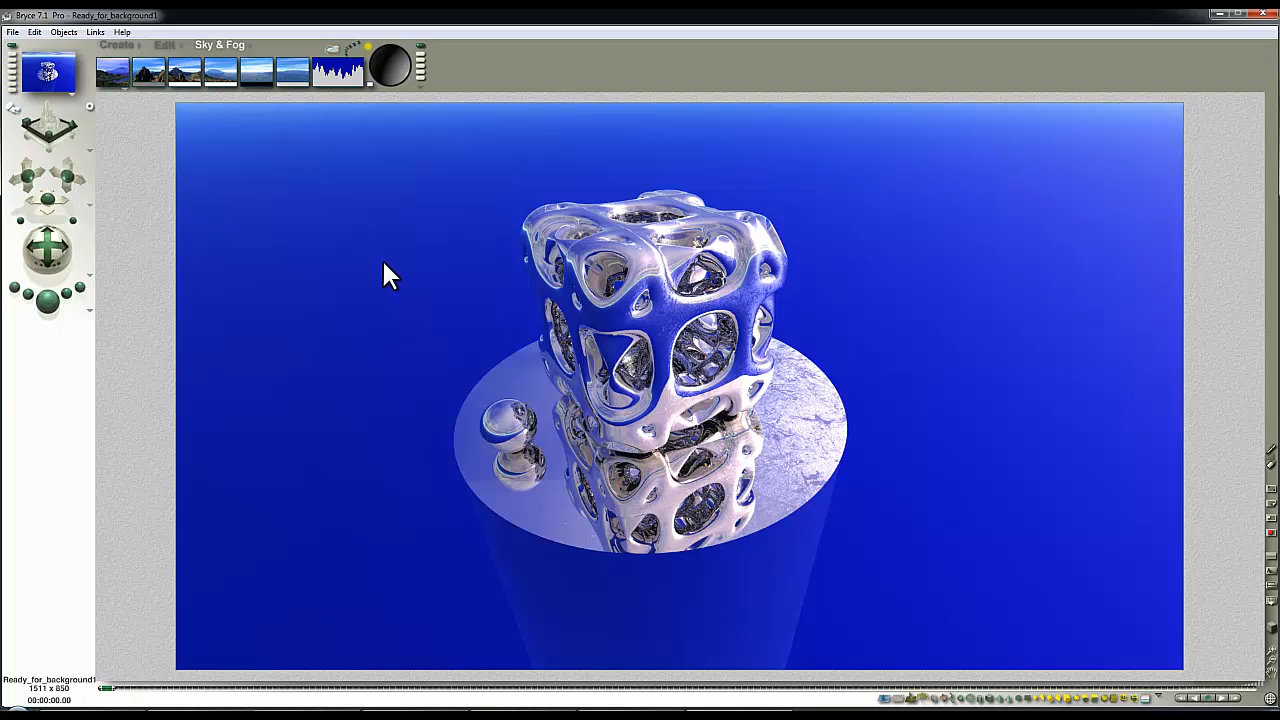 Bryce 7.1 Pro - Ready_for_background1
File Edit Objects Links Help
Create Edit Sky & Fog
Ready_for_background1
1511 x 850
00:00:00.00